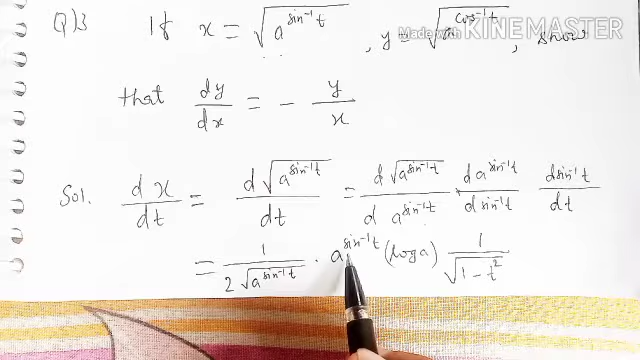 Q)3 If x = √(a^(sin⁻¹t)) , y = √(a^(cos⁻¹t)) , show
Made with KINEMASTER
that dy/dx = - y/x
Sol. dx/dt = d√(a^(sin⁻¹t))/dt = d√(a^(sin⁻¹t))/d a^(sin⁻¹t) · d a^(sin⁻¹t)/d sin⁻¹t · dsin⁻¹t/dt
= 1/(2√(a^(sin⁻¹t))) · a^(sin⁻¹t) (log a) 1/√(1-t²)